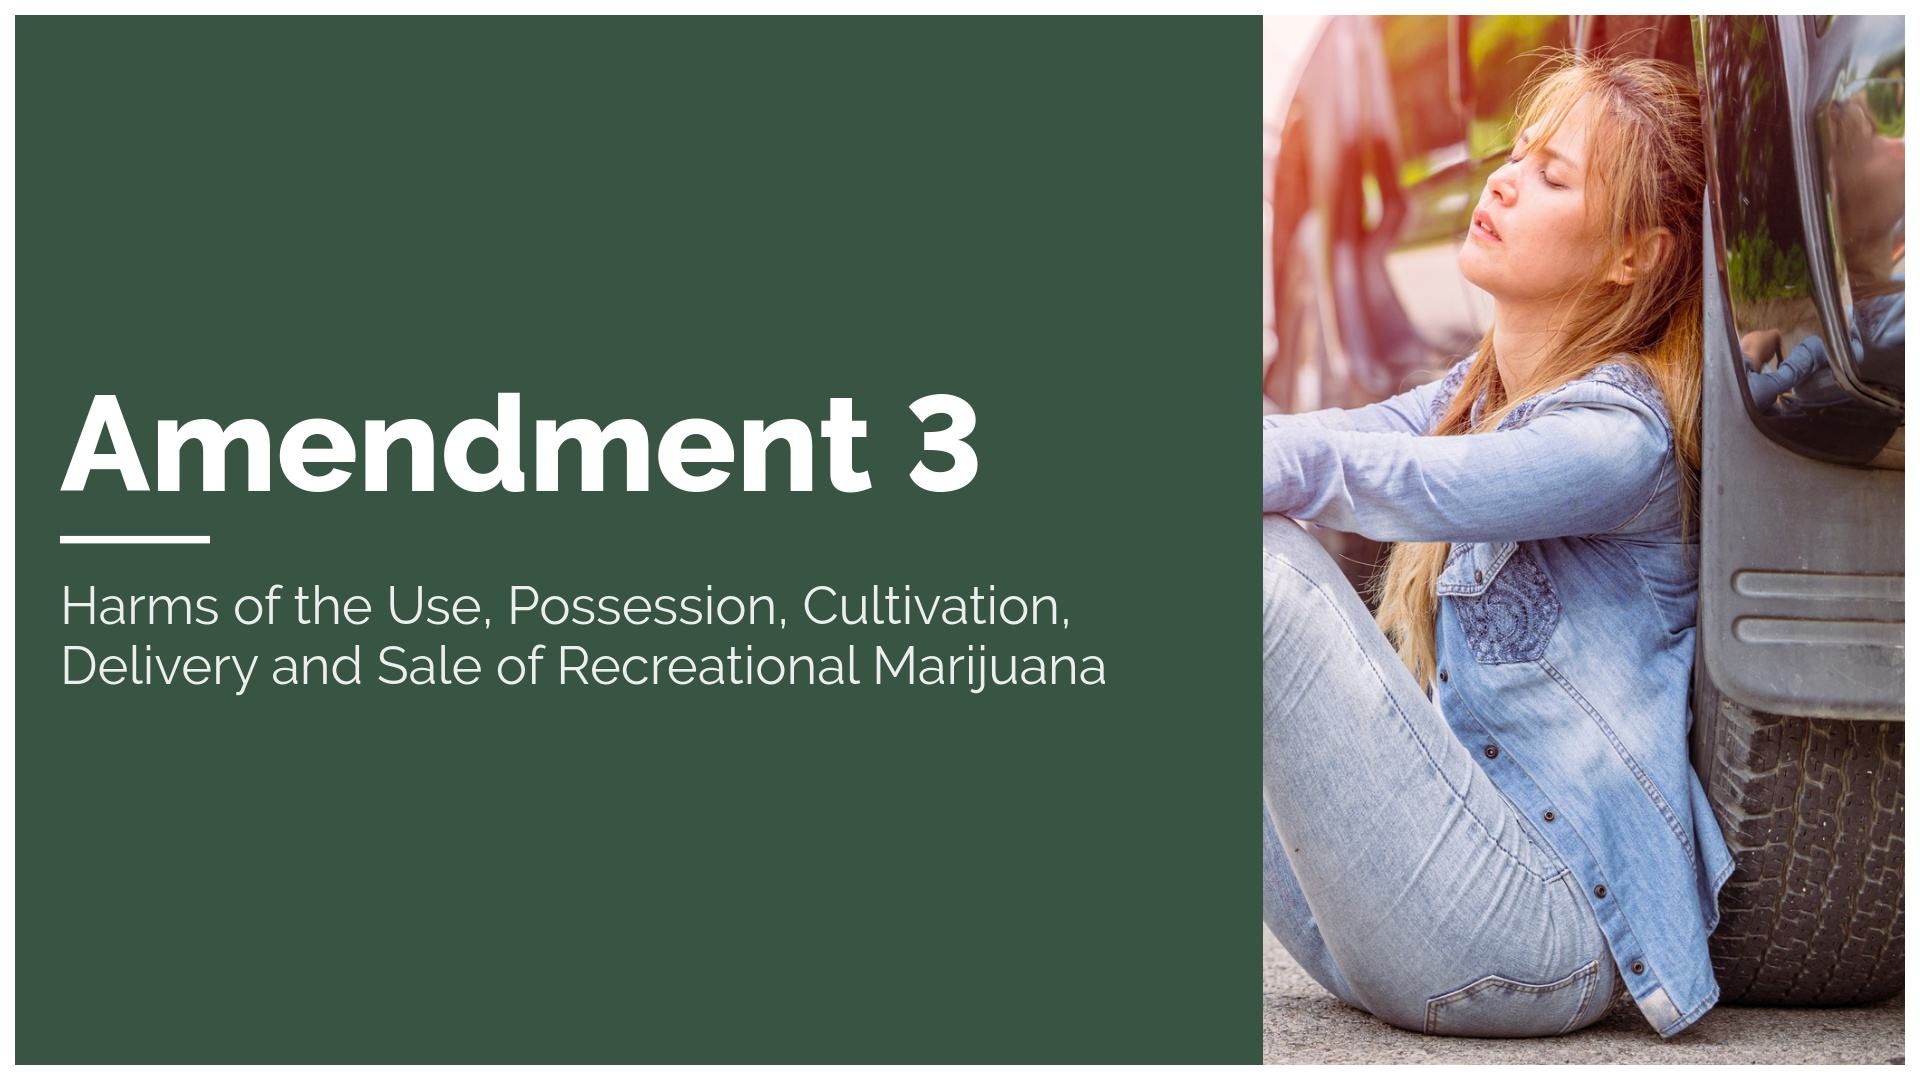 Amendment 3
Harms of the Use, Possession, Cultivation,
Delivery and Sale of Recreational Marijuana